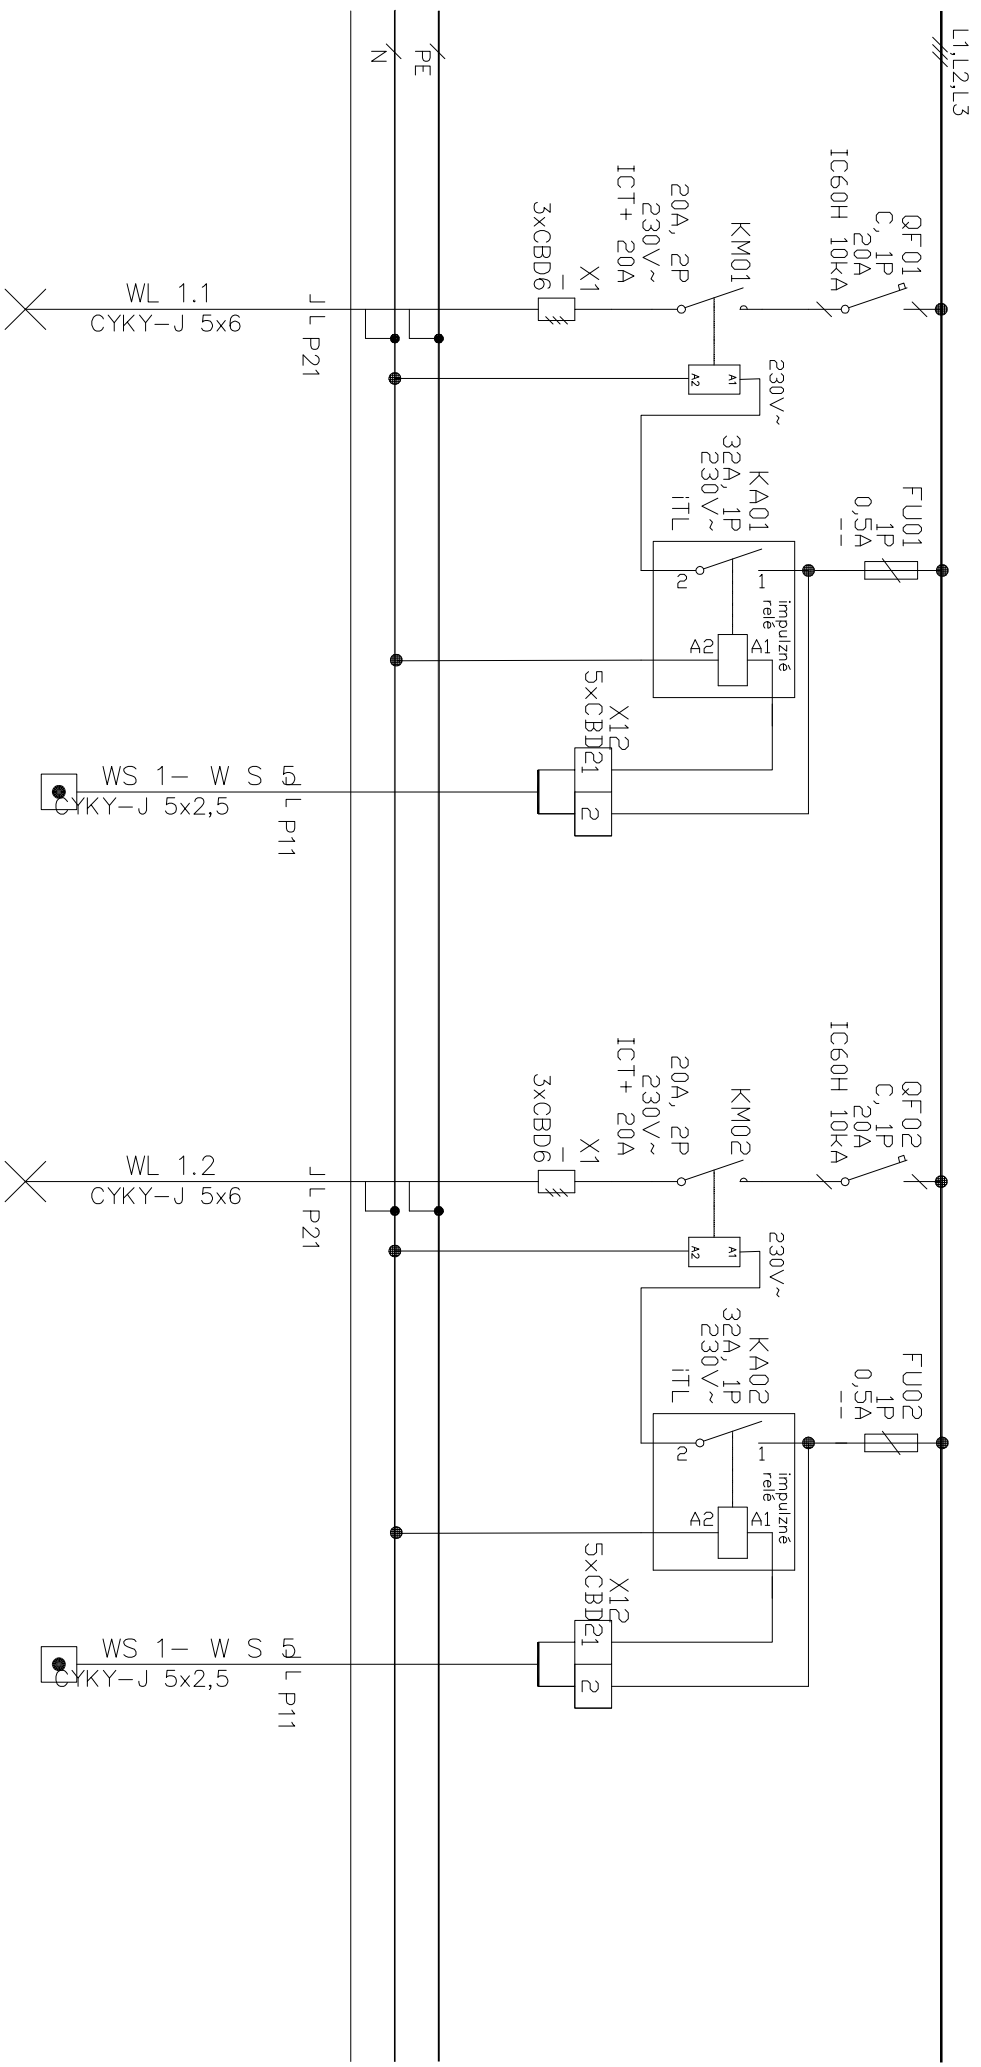 L1,L2,L3
PE
N
QF01
C, 1P
20A
IC60H 10kA
KM01
20A, 2P
230V~
ICT+ 20A
X1
–
3xCBD6
230V~
A1
A2
WL 1.1
CYKY-J 5x6
P21
FU01
1P
0,5A
--
KA01
32A, 1P
230V~
iTL
1
2
impulzné
relé
A1
A2
X12
5xCBD2
1
2
WS 1- W S 5
CYKY-J 5x2,5
P11
QF02
C, 1P
20A
IC60H 10kA
KM02
20A, 2P
230V~
ICT+ 20A
X1
–
3xCBD6
230V~
A1
A2
WL 1.2
CYKY-J 5x6
P21
FU02
1P
0,5A
--
KA02
32A, 1P
230V~
iTL
1
2
impulzné
relé
A1
A2
X12
5xCBD2
1
2
WS 1- W S 5
CYKY-J 5x2,5
P11